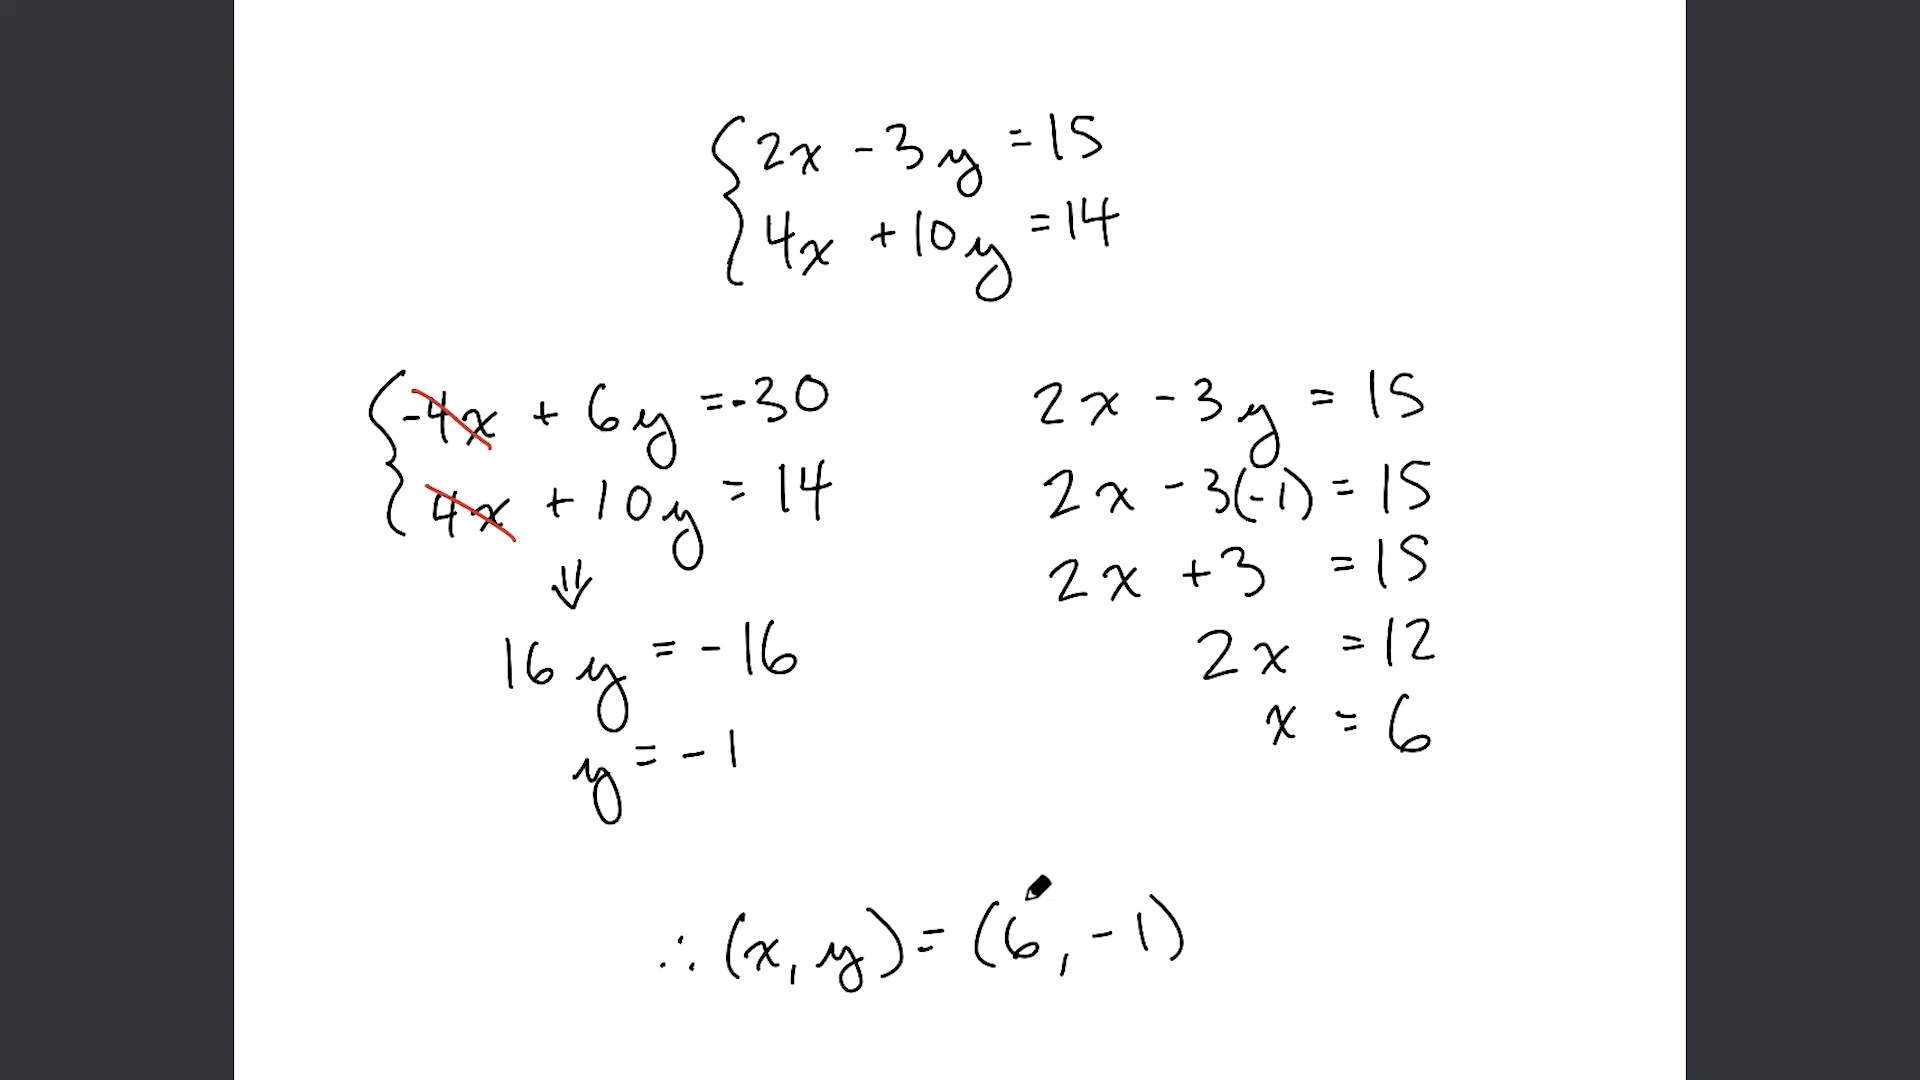 2x - 3y = 15
4x + 10y = 14
-4x + 6y = -30
4x + 10y = 14
⇓
16y = -16
y = -1
2x - 3y = 15
2x - 3(-1) = 15
2x + 3 = 15
2x = 12
x = 6
∴ (x, y) = (6, -1)